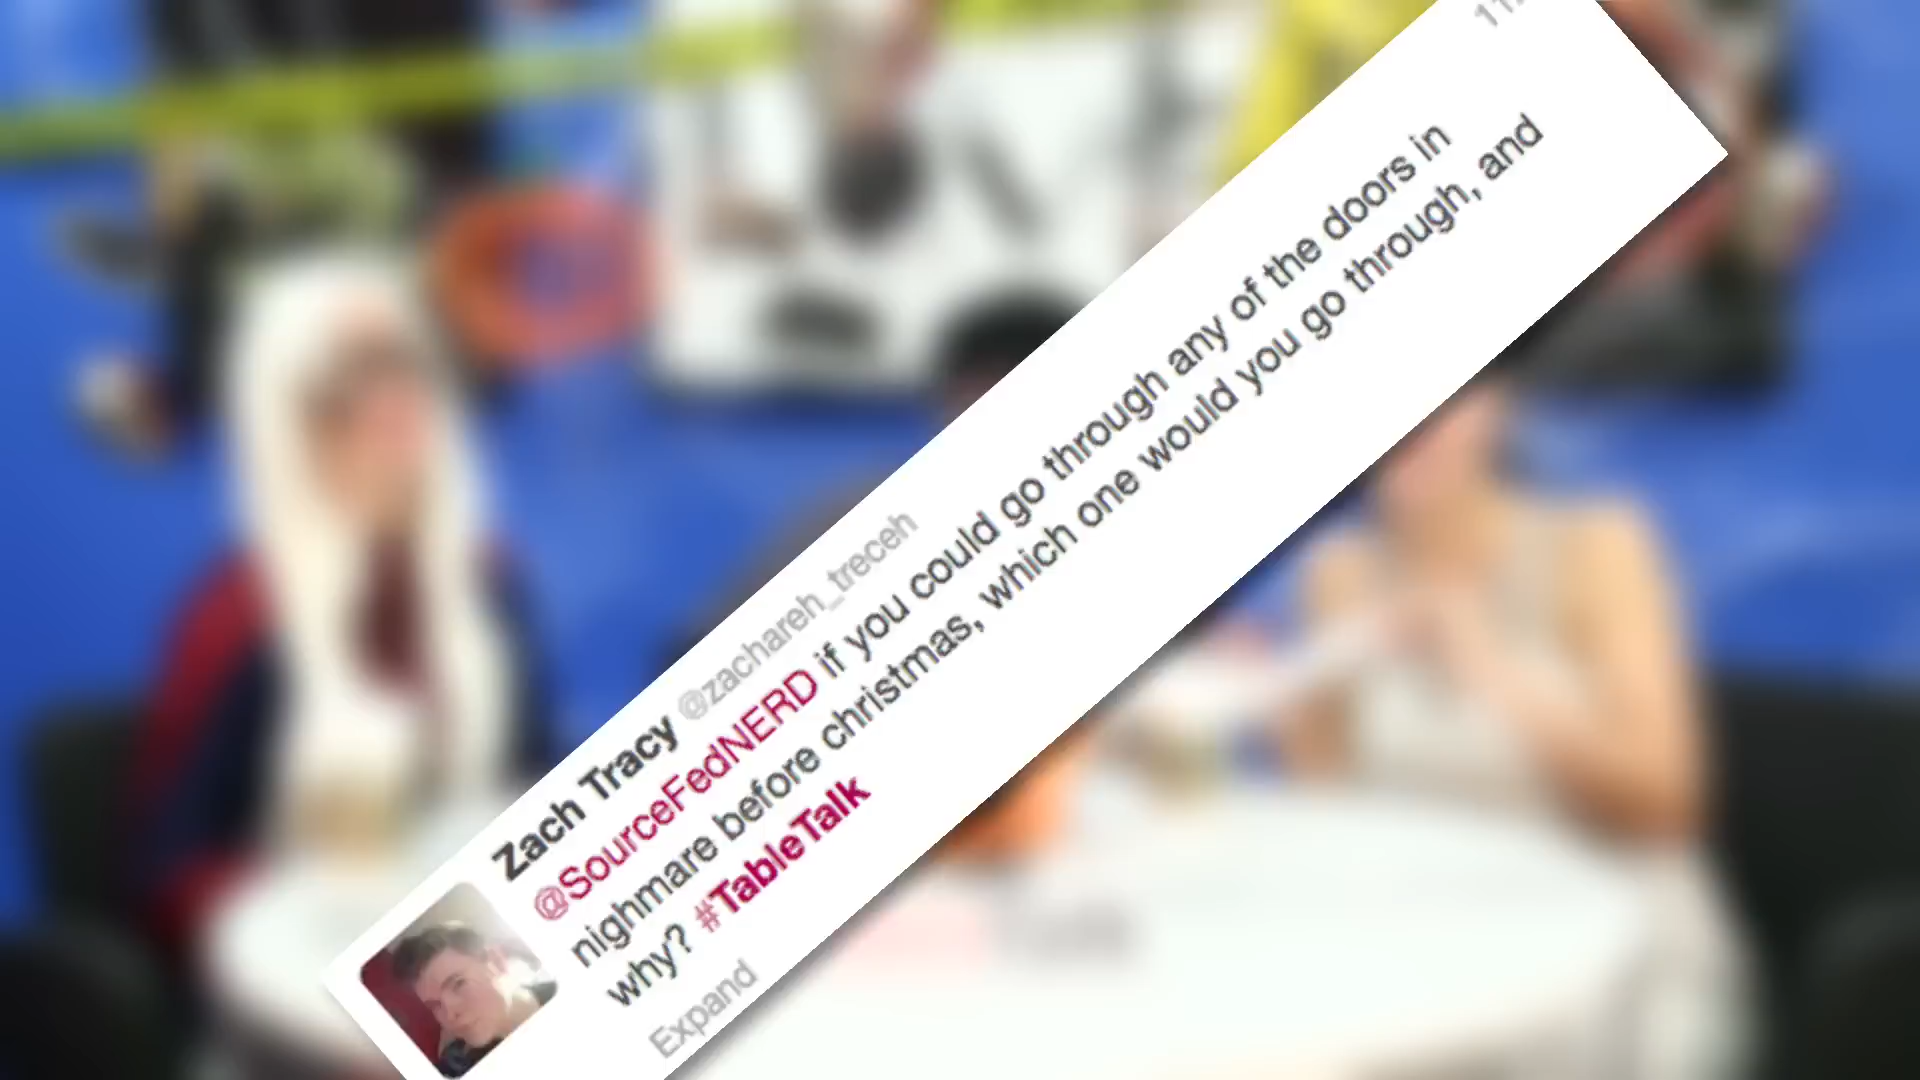 Zach Tracy @zachareh_treceh
@SourceFedNERD if you could go through any of the doors in
nighmare before christmas, which one would you go through, and
why? #TableTalk
Expand